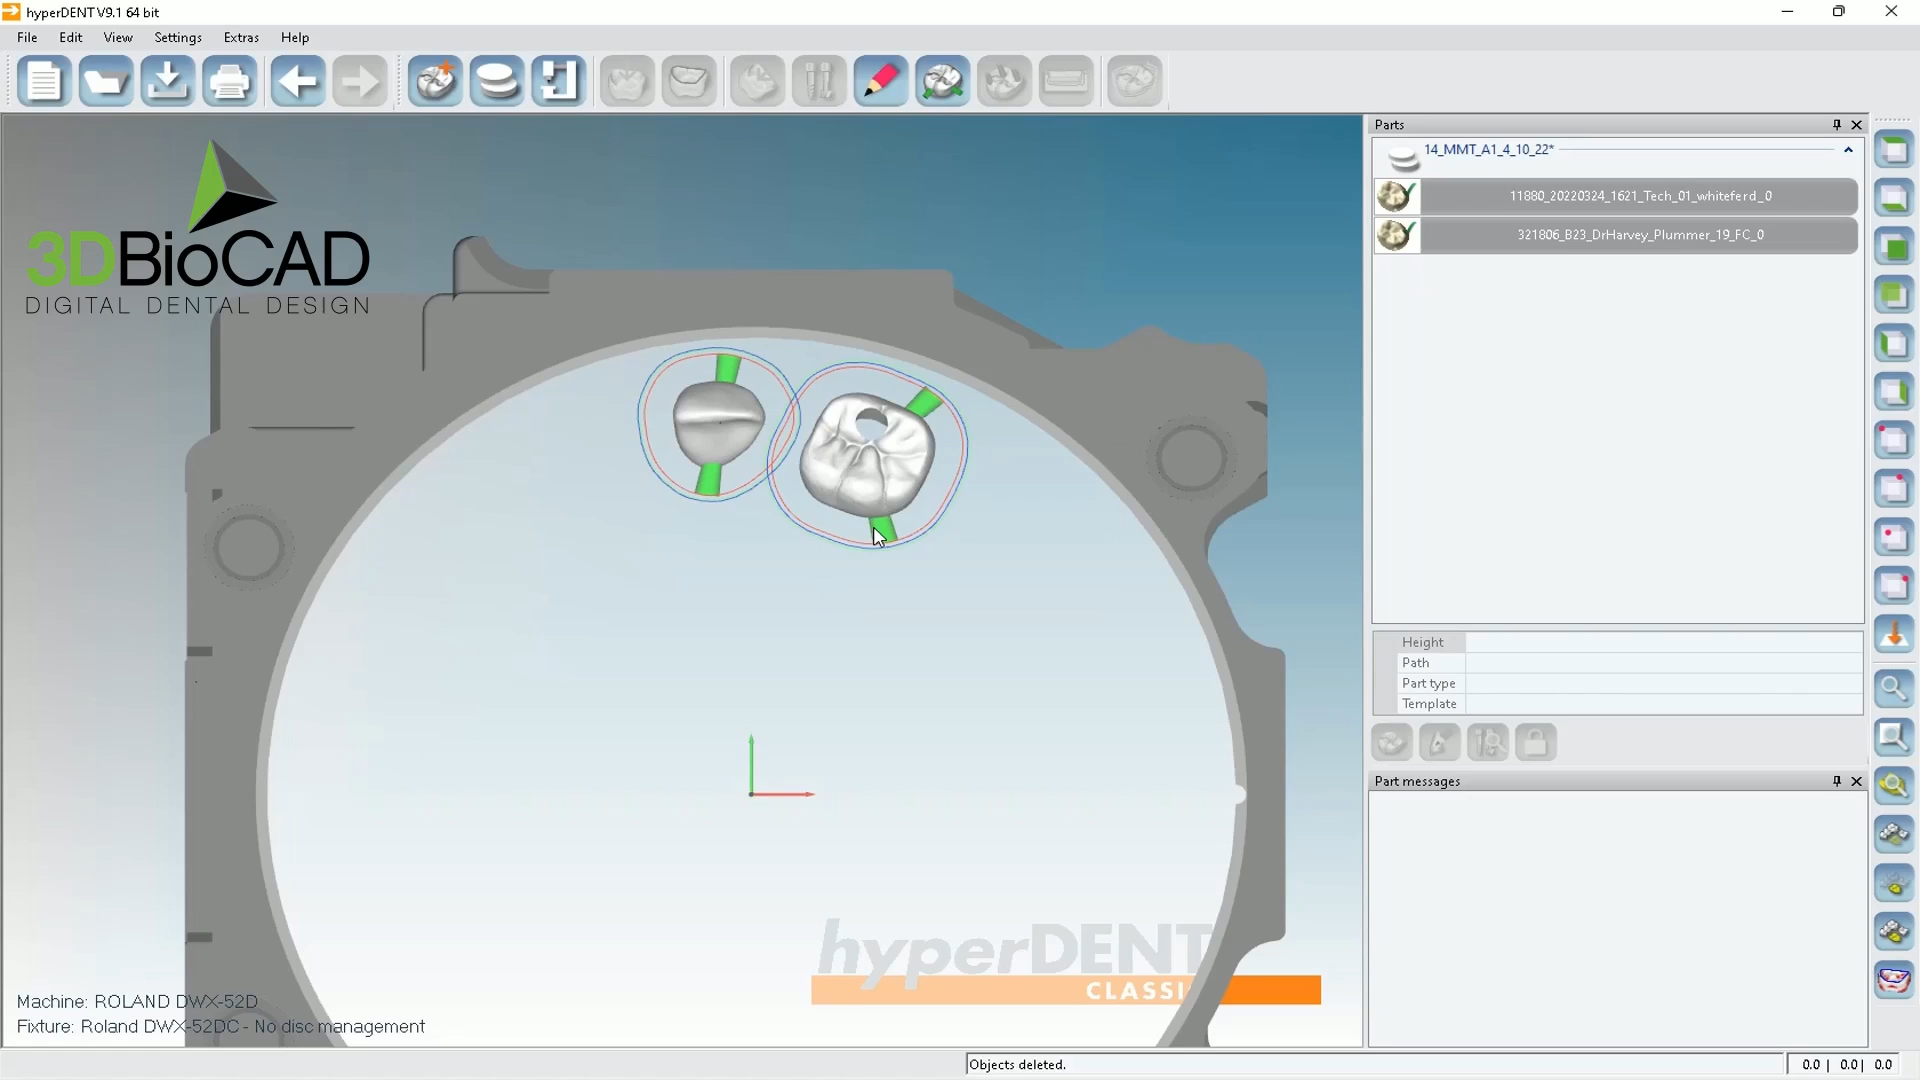 hyperDENT V9.1 64 bit
File Edit View Settings Extras Help
3DBioCAD
DIGITAL DENTAL DESIGN
Parts
14_MMT_A1_4_10_22*
11880_20220324_1621_Tech_01_whiteferd_0
321806_B23_DrHarvey_Plummer_19_FC_0
Height
Path
Part type
Template
Part messages
hyperDENT
CLASSI
Machine: ROLAND DWX-52D
Fixture: Roland DWX-52DC - No disc management
Objects deleted.
0.0 | 0.0 | 0.0